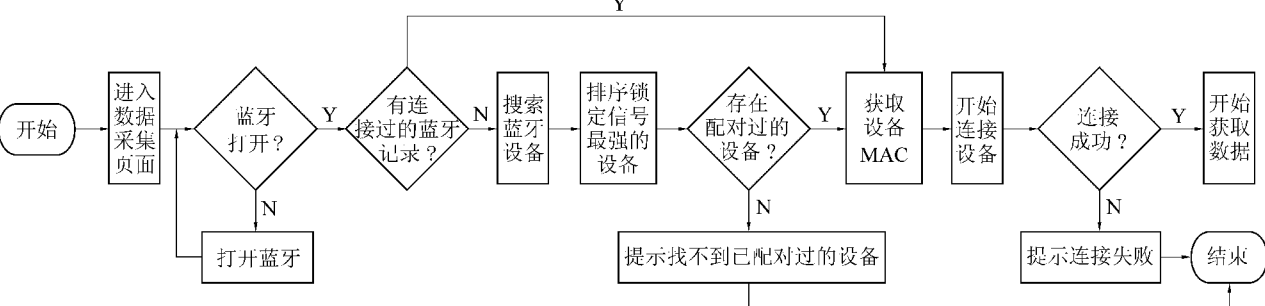 Y
开始
进入
数据
采集
页面
蓝牙
打开？
Y
N
打开蓝牙
有连
接过的蓝牙
记录？
N
搜索
蓝牙
设备
排序锁
定信号
最强的
设备
存在
配对过的
设备？
Y
N
提示找不到已配对过的设备
获取
设备
MAC
开始
连接
设备
连接
成功？
Y
N
提示连接失败
开始
获取
数据
结束